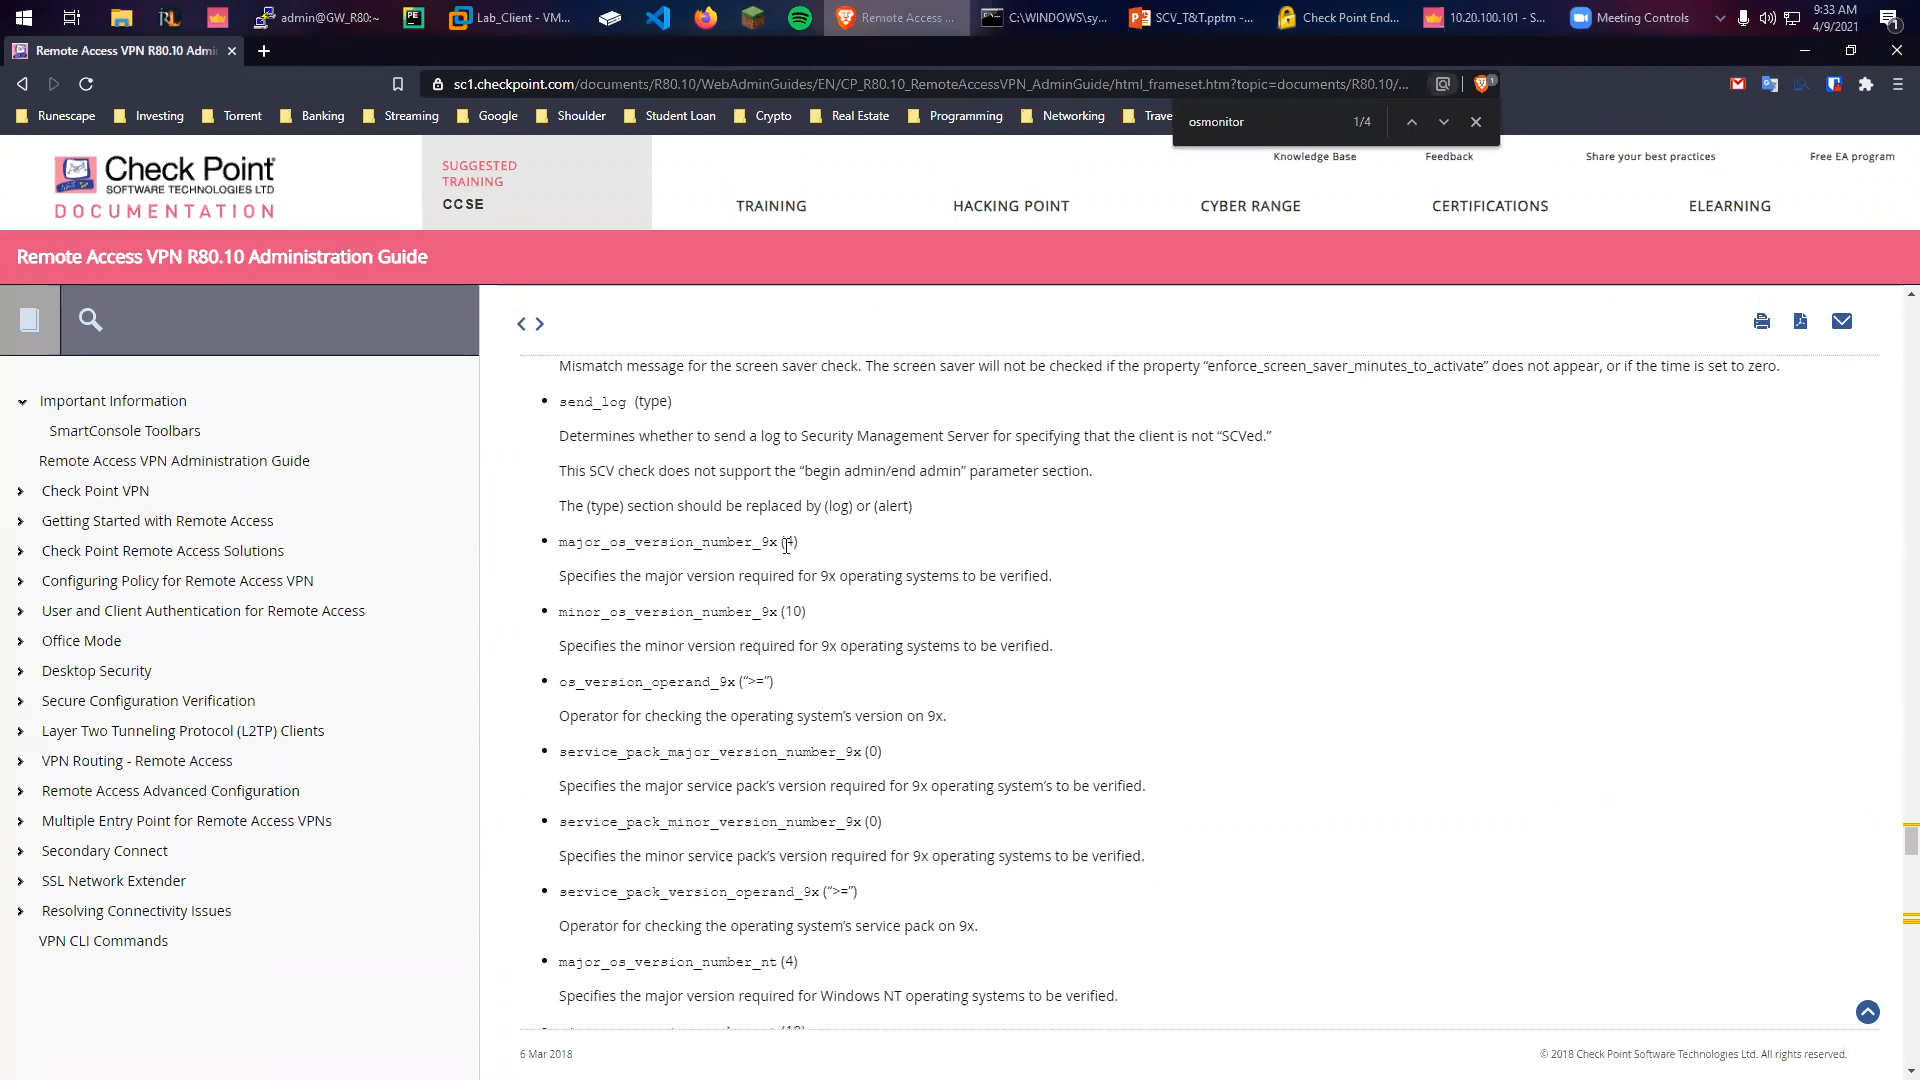 admin@GW_R80:~
Lab_Client - VM...
Remote Access ...
C:\WINDOWS\sy...
SCV_T&T.pptm -...
Check Point End...
10.20.100.101 - S...
Meeting Controls
9:33 AM
4/9/2021
1
Remote Access VPN R80.10 Admi
sc1.checkpoint.com/documents/R80.10/WebAdminGuides/EN/CP_R80.10_RemoteAccessVPN_AdminGuide/html_frameset.htm?topic=documents/R80.10/...
1
Runescape
Investing
Torrent
Banking
Streaming
Google
Shoulder
Student Loan
Crypto
Real Estate
Programming
Networking
Trave
osmonitor
1/4
Check Point
SOFTWARE TECHNOLOGIES LTD
DOCUMENTATION
SUGGESTED
TRAINING
CCSE
Knowledge Base
Feedback
Share your best practices
Free EA program
TRAINING
HACKING POINT
CYBER RANGE
CERTIFICATIONS
ELEARNING
Remote Access VPN R80.10 Administration Guide
Important Information
SmartConsole Toolbars
Remote Access VPN Administration Guide
Check Point VPN
Getting Started with Remote Access
Check Point Remote Access Solutions
Configuring Policy for Remote Access VPN
User and Client Authentication for Remote Access
Office Mode
Desktop Security
Secure Configuration Verification
Layer Two Tunneling Protocol (L2TP) Clients
VPN Routing - Remote Access
Remote Access Advanced Configuration
Multiple Entry Point for Remote Access VPNs
Secondary Connect
SSL Network Extender
Resolving Connectivity Issues
VPN CLI Commands
Mismatch message for the screen saver check. The screen saver will not be checked if the property “enforce_screen_saver_minutes_to_activate” does not appear, or if the time is set to zero.
• send_log (type)
Determines whether to send a log to Security Management Server for specifying that the client is not “SCVed.”
This SCV check does not support the “begin admin/end admin” parameter section.
The (type) section should be replaced by (log) or (alert)
• major_os_version_number_9x (4)
Specifies the major version required for 9x operating systems to be verified.
• minor_os_version_number_9x (10)
Specifies the minor version required for 9x operating systems to be verified.
• os_version_operand_9x (“>=”)
Operator for checking the operating system’s version on 9x.
• service_pack_major_version_number_9x (0)
Specifies the major service pack’s version required for 9x operating system’s to be verified.
• service_pack_minor_version_number_9x (0)
Specifies the minor service pack’s version required for 9x operating systems to be verified.
• service_pack_version_operand_9x (“>=”)
Operator for checking the operating system’s service pack on 9x.
• major_os_version_number_nt (4)
Specifies the major version required for Windows NT operating systems to be verified.
6 Mar 2018
© 2018 Check Point Software Technologies Ltd. All rights reserved.